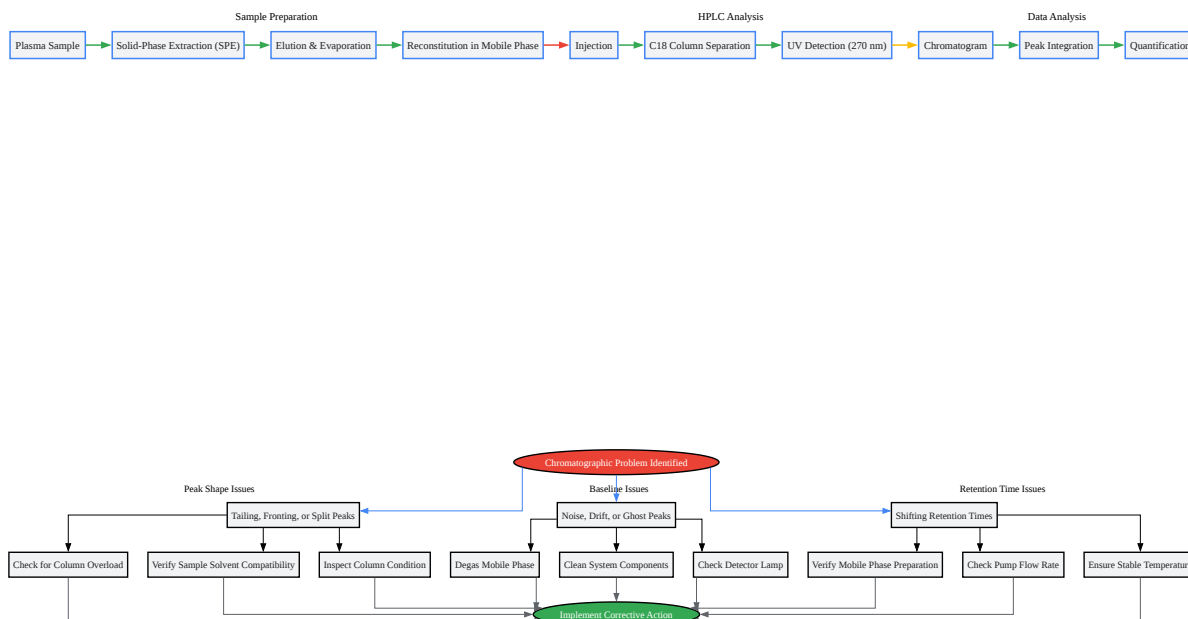 Sample Preparation
HPLC Analysis
Data Analysis
Plasma Sample
Solid-Phase Extraction (SPE)
Elution & Evaporation
Reconstitution in Mobile Phase
Injection
C18 Column Separation
UV Detection (270 nm)
Chromatogram
Peak Integration
Quantification
Chromatographic Problem Identified
Peak Shape Issues
Baseline Issues
Retention Time Issues
Tailing, Fronting, or Split Peaks
Noise, Drift, or Ghost Peaks
Shifting Retention Times
Check for Column Overload
Verify Sample Solvent Compatibility
Inspect Column Condition
Degas Mobile Phase
Clean System Components
Check Detector Lamp
Verify Mobile Phase Preparation
Check Pump Flow Rate
Ensure Stable Temperature
Implement Corrective Action